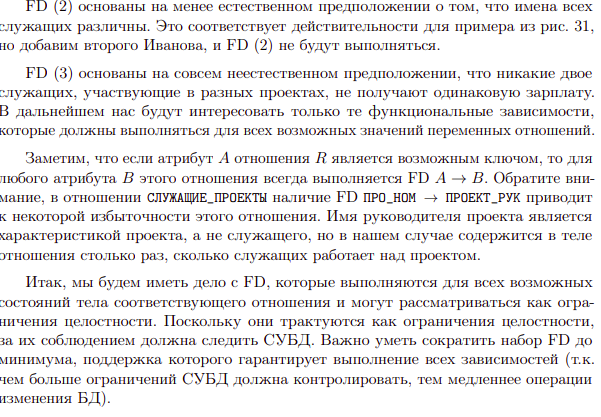 FD (2) основаны на менее естественном предположении о том, что имена всех
служащих различны. Это соответствует действительности для примера из рис. 31,
но добавим второго Иванова, и FD (2) не будут выполняться.
FD (3) основаны на совсем неестественном предположении, что никакие двое
служащих, участвующие в разных проектах, не получают одинаковую зарплату.
В дальнейшем нас будут интересовать только те функциональные зависимости,
которые должны выполняться для всех возможных значений переменных отношений.
Заметим, что если атрибут A отношения R является возможным ключом, то для
любого атрибута B этого отношения всегда выполняется FD A → B. Обратите вни-
мание, в отношении СЛУЖАЩИЕ_ПРОЕКТЫ наличие FD ПРО_НОМ → ПРОЕКТ_РУК приводит
к некоторой избыточности этого отношения. Имя руководителя проекта является
характеристикой проекта, а не служащего, но в нашем случае содержится в теле
отношения столько раз, сколько служащих работает над проектом.
Итак, мы будем иметь дело с FD, которые выполняются для всех возможных
состояний тела соответствующего отношения и могут рассматриваться как огра-
ничения целостности. Поскольку они трактуются как ограничения целостности,
за их соблюдением должна следить СУБД. Важно уметь сократить набор FD до
минимума, поддержка которого гарантирует выполнение всех зависимостей (т.к.
чем больше ограничений СУБД должна контролировать, тем медленнее операции
изменения БД).